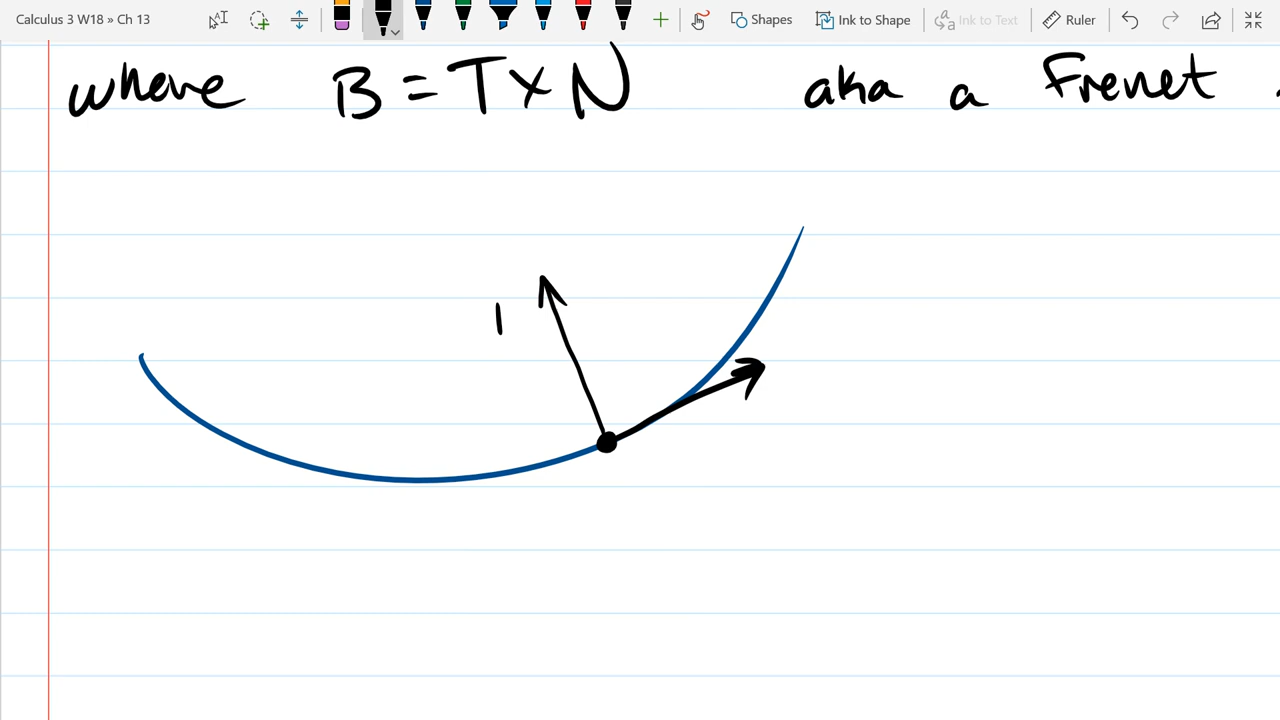 Calculus 3 W18 » Ch 13
Shapes
Ink to Shape
Ink to Text
Ruler
where B = T x N aka a Frenet